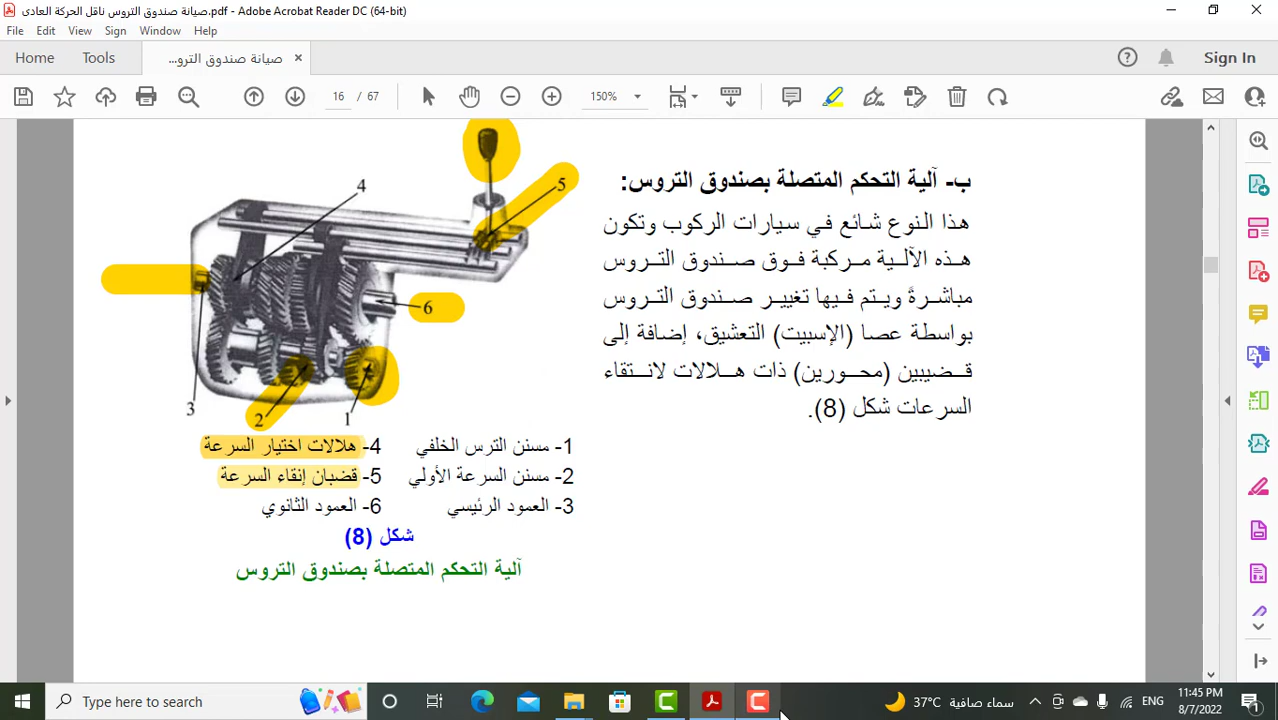 صيانة صندوق التروس ناقل الحركة العادى.pdf - Adobe Acrobat Reader DC (64-bit)
File Edit View Sign Window Help
Home Tools صيانة صندوق الترو... Sign In
16 / 67 150%
ب- آلية التحكم المتصلة بصندوق التروس:
هذا النوع شائع في سيارات الركوب وتكون
هذه الآلية مركبة فوق صندوق التروس
مباشرةً ويتم فيها تغيير صندوق التروس
بواسطة عصا (الإسبيت) التعشيق، إضافة إلى
قضيبين (محورين) ذات هلالات لانتقاء
السرعات شكل (8).
4
5
6
3
2
1
1- مسنن الترس الخلفي 4- هلالات اختيار السرعة
2- مسنن السرعة الأولي 5- قضبان إنقاء السرعة
3- العمود الرئيسي 6- العمود الثانوي
شكل (8)
آلية التحكم المتصلة بصندوق التروس
Type here to search 37°C سماء صافية ENG 11:45 PM
8/7/2022
1